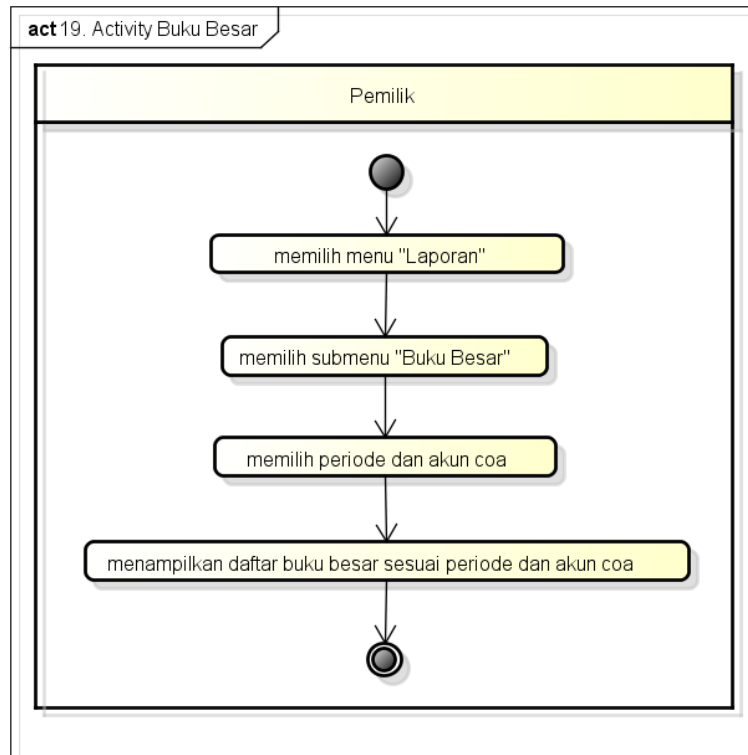 act 19. Activity Buku Besar
Pemilik
memilih menu "Laporan"
memilih submenu "Buku Besar"
memilih periode dan akun coa
menampilkan daftar buku besar sesuai periode dan akun coa